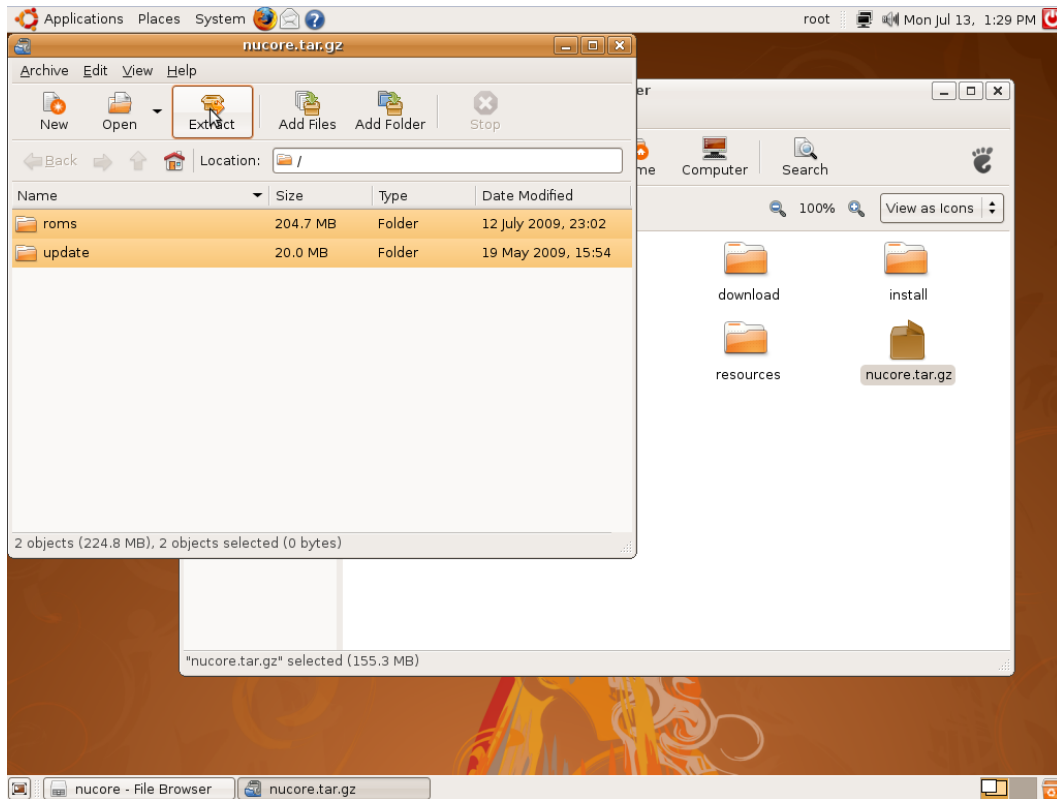 Applications Places System
root Mon Jul 13, 1:29 PM
nucore.tar.gz
Archive Edit View Help
New Open Extract Add Files Add Folder Stop
Back Location: /
Name Size Type Date Modified
roms 204.7 MB Folder 12 July 2009, 23:02
update 20.0 MB Folder 19 May 2009, 15:54
2 objects (224.8 MB), 2 objects selected (0 bytes)
er
me Computer Search
100% View as Icons
download install
resources nucore.tar.gz
"nucore.tar.gz" selected (155.3 MB)
nucore - File Browser nucore.tar.gz